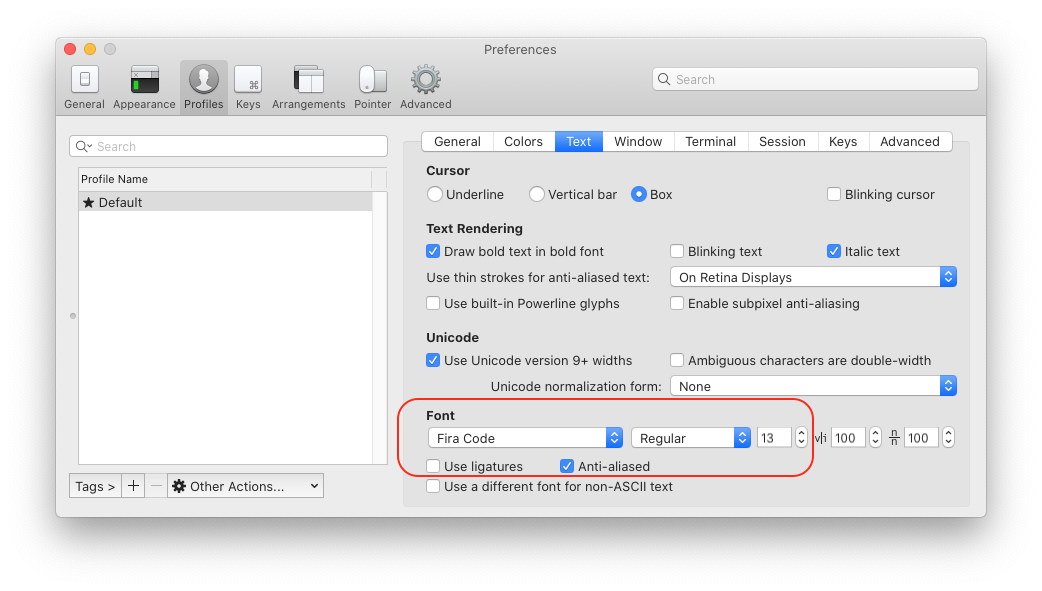 Preferences
General Appearance Profiles Keys Arrangements Pointer Advanced
Search
Search
Profile Name
Default
Tags >
Other Actions...
General Colors Text Window Terminal Session Keys Advanced
Cursor
Underline Vertical bar Box Blinking cursor
Text Rendering
Draw bold text in bold font Blinking text Italic text
Use thin strokes for anti-aliased text: On Retina Displays
Use built-in Powerline glyphs Enable subpixel anti-aliasing
Unicode
Use Unicode version 9+ widths Ambiguous characters are double-width
Unicode normalization form: None
Font
Fira Code Regular 13 v|i 100 n/n 100
Use ligatures Anti-aliased
Use a different font for non-ASCII text